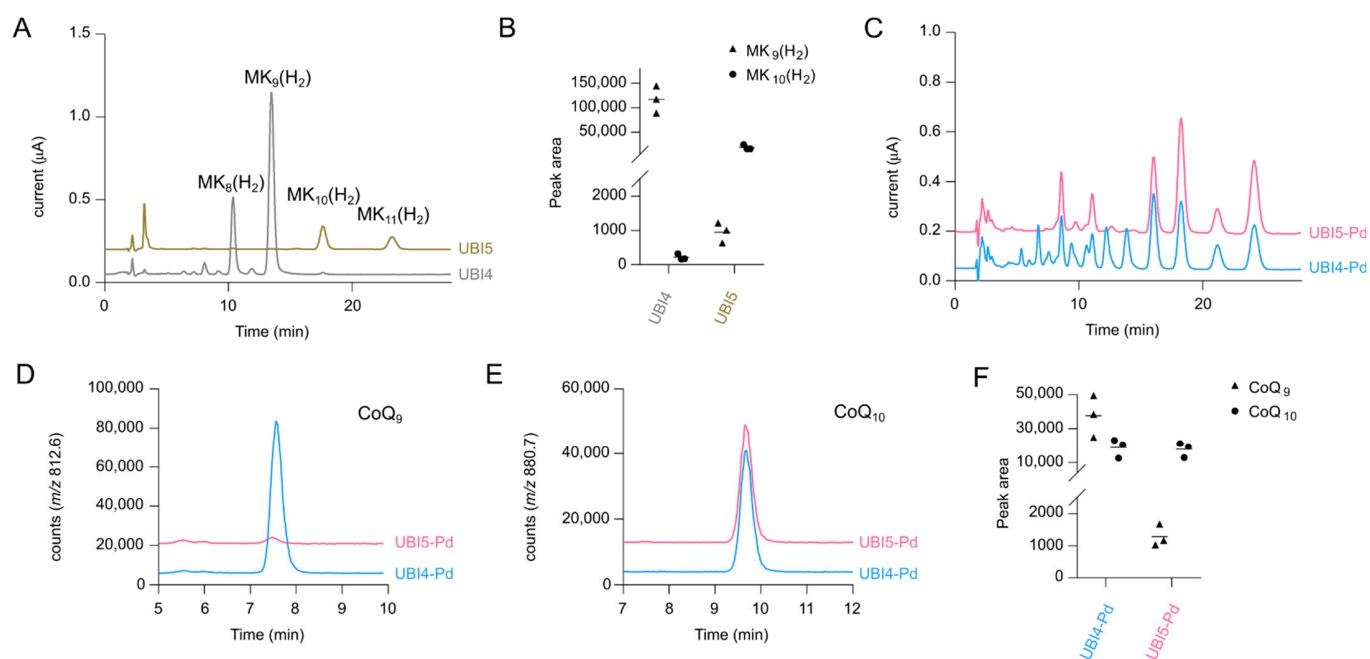 A
1.5
1.0
0.5
0.0
current (μA)
MK9(H2)
MK8(H2)
MK10(H2)
MK11(H2)
UBI5
UBI4
0
10
20
Time (min)
B
▲ MK9(H2)
● MK10(H2)
150,000
100,000
50,000
2000
1000
0
Peak area
UBI4
UBI5
C
1.0
0.8
0.6
0.4
0.2
0.0
current (μA)
UBI5-Pd
UBI4-Pd
0
10
20
Time (min)
D
100,000
80,000
60,000
40,000
20,000
0
counts (m/z 812.6)
CoQ9
UBI5-Pd
UBI4-Pd
5 6 7 8 9 10
Time (min)
E
60,000
40,000
20,000
0
counts (m/z 880.7)
CoQ10
UBI5-Pd
UBI4-Pd
7 8 9 10 11 12
Time (min)
F
▲ CoQ9
● CoQ10
50,000
30,000
10,000
2000
1000
0
Peak area
UBI4-Pd
UBI5-Pd